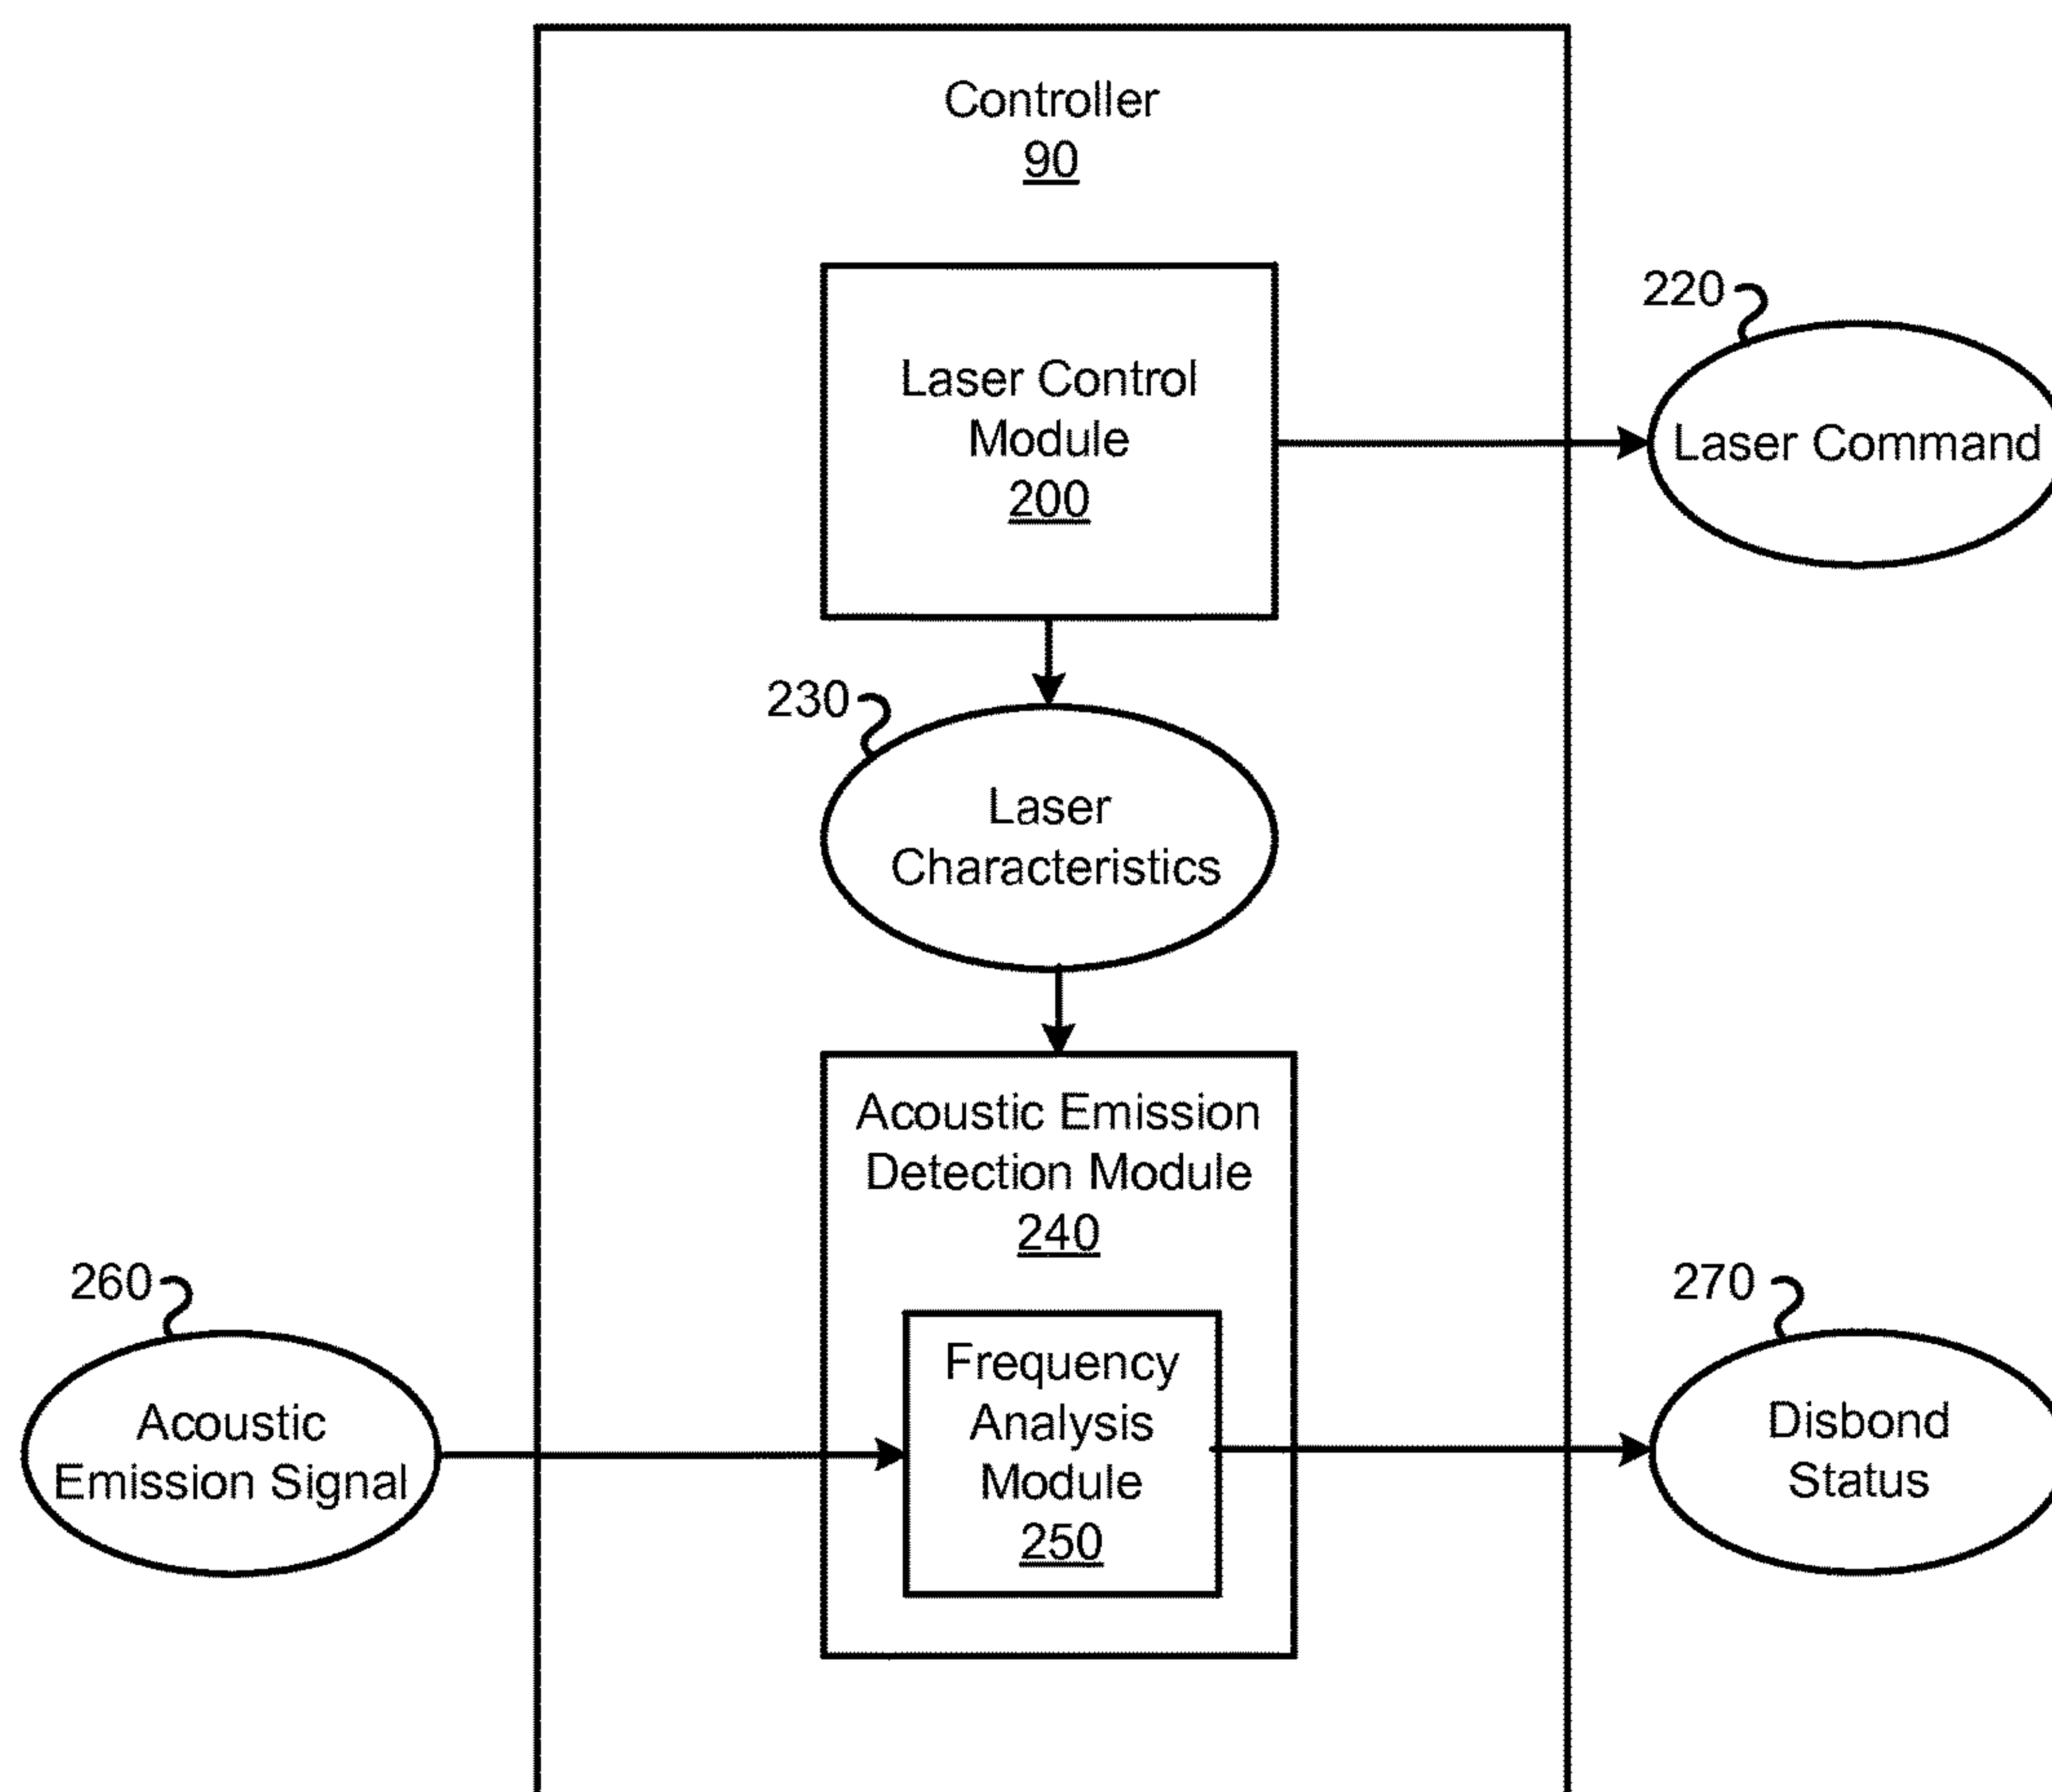 Controller
90
Laser Control
Module
200
220
Laser Command
230
Laser
Characteristics
Acoustic Emission
Detection Module
240
260
Acoustic
Emission Signal
Frequency
Analysis
Module
250
270
Disbond
Status